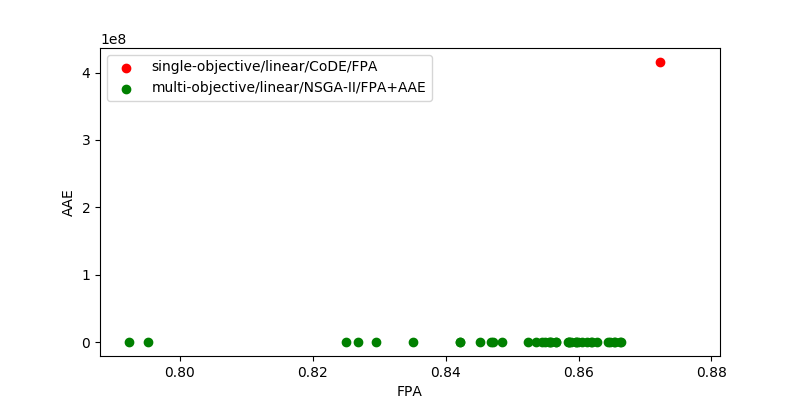 1e8
single-objective/linear/CoDE/FPA
multi-objective/linear/NSGA-II/FPA+AAE
4
3
2
1
0
AAE
0.80 0.82 0.84 0.86 0.88
FPA